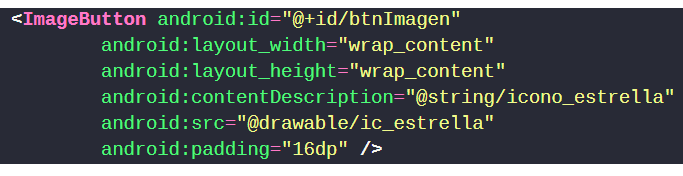 <ImageButton android:id="@+id/btnImagen"
android:layout_width="wrap_content"
android:layout_height="wrap_content"
android:contentDescription="@string/icono_estrella"
android:src="@drawable/ic_estrella"
android:padding="16dp" />